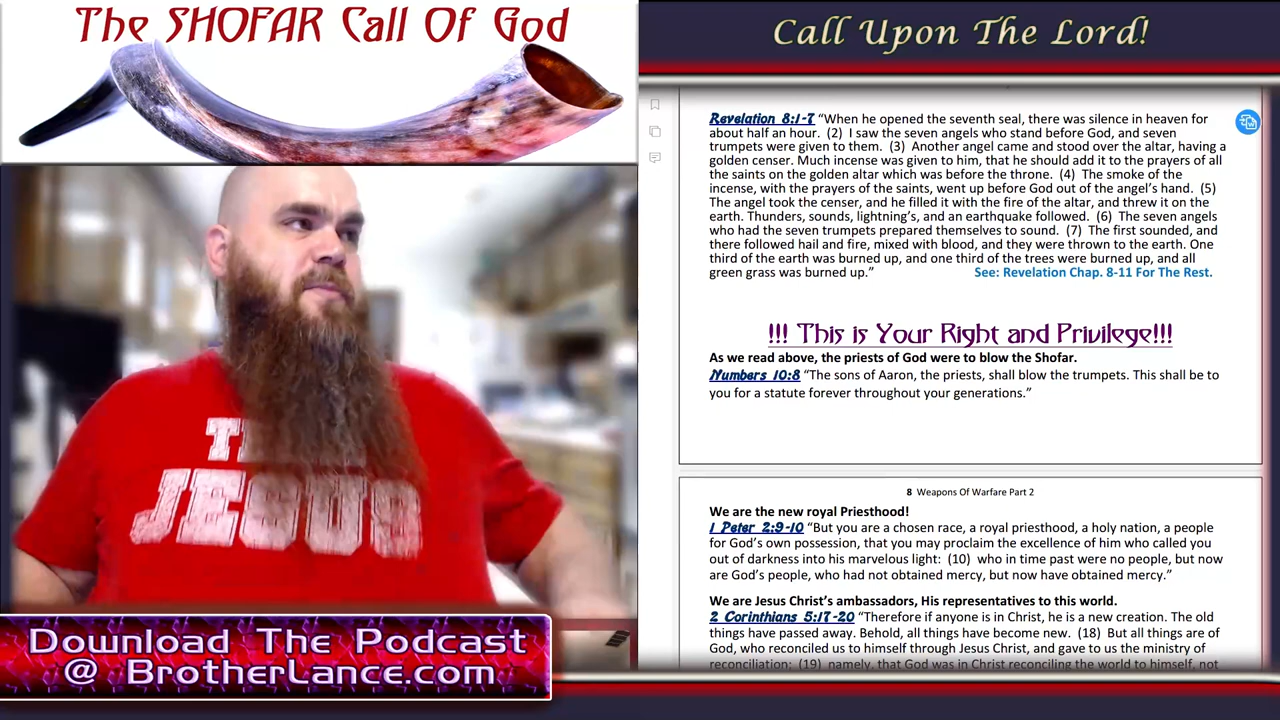 The SHOFAR Call Of God
Call Upon The Lord!
Revelation 8:1-7 “When he opened the seventh seal, there was silence in heaven for
about half an hour. (2) I saw the seven angels who stand before God, and seven
trumpets were given to them. (3) Another angel came and stood over the altar, having a
golden censer. Much incense was given to him, that he should add it to the prayers of all
the saints on the golden altar which was before the throne. (4) The smoke of the
incense, with the prayers of the saints, went up before God out of the angel’s hand. (5)
The angel took the censer, and he filled it with the fire of the altar, and threw it on the
earth. Thunders, sounds, lightning’s, and an earthquake followed. (6) The seven angels
who had the seven trumpets prepared themselves to sound. (7) The first sounded, and
there followed hail and fire, mixed with blood, and they were thrown to the earth. One
third of the earth was burned up, and one third of the trees were burned up, and all
green grass was burned up.” See: Revelation Chap. 8-11 For The Rest.
!!! This is Your Right and Privilege!!!
As we read above, the priests of God were to blow the Shofar.
Numbers 10:8 “The sons of Aaron, the priests, shall blow the trumpets. This shall be to
you for a statute forever throughout your generations.”
8 Weapons Of Warfare Part 2
We are the new royal Priesthood!
1 Peter 2:9-10 “But you are a chosen race, a royal priesthood, a holy nation, a people
for God’s own possession, that you may proclaim the excellence of him who called you
out of darkness into his marvelous light: (10) who in time past were no people, but now
are God’s people, who had not obtained mercy, but now have obtained mercy.”
We are Jesus Christ’s ambassadors, His representatives to this world.
2 Corinthians 5:17-20 “Therefore if anyone is in Christ, he is a new creation. The old
things have passed away. Behold, all things have become new. (18) But all things are of
God, who reconciled us to himself through Jesus Christ, and gave to us the ministry of
reconciliation; (19) namely, that God was in Christ reconciling the world to himself, not
JESUS
Download The Podcast
@ BrotherLance.com